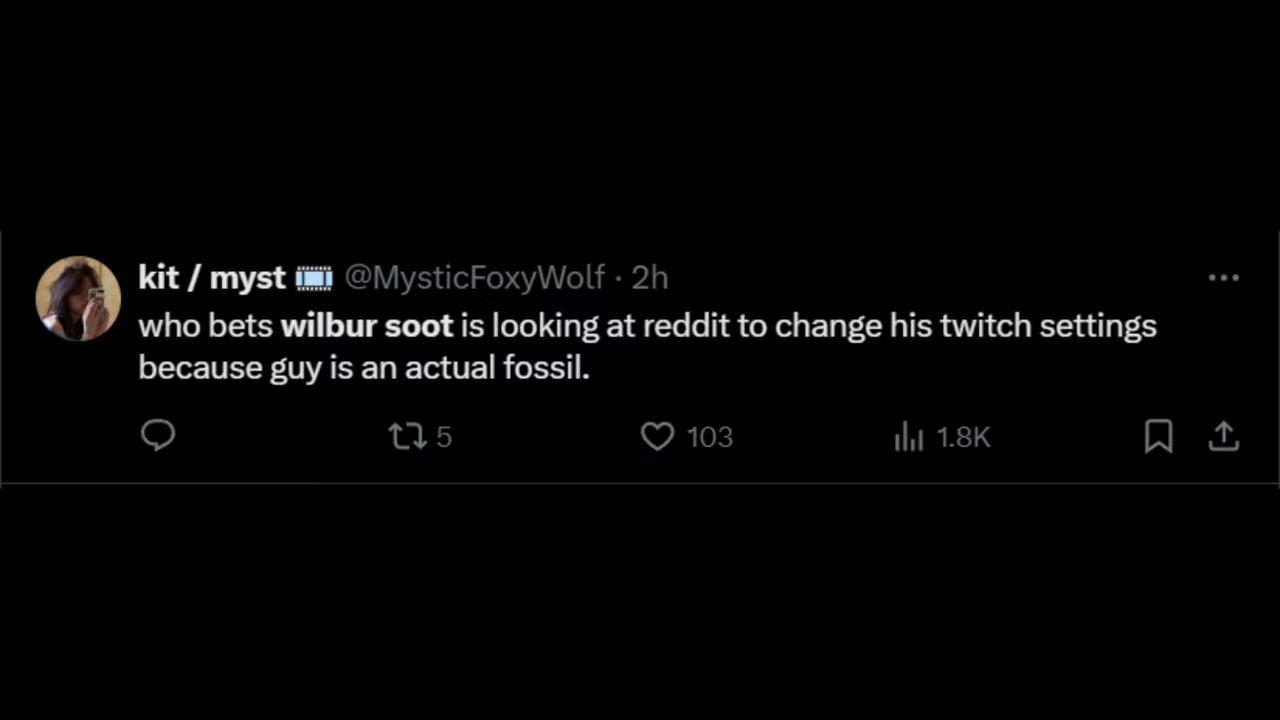 kit / myst 🎞️ @MysticFoxyWolf · 2h
who bets wilbur soot is looking at reddit to change his twitch settings
because guy is an actual fossil.
5 103 1.8K